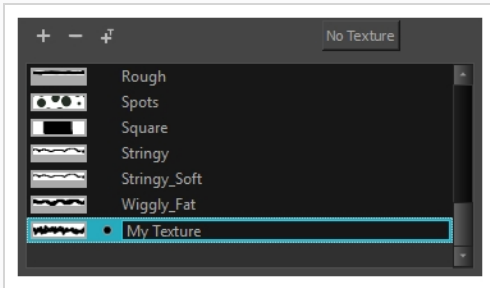 No Texture
Rough
Spots
Square
Stringy
Stringy_Soft
Wiggly_Fat
My Texture